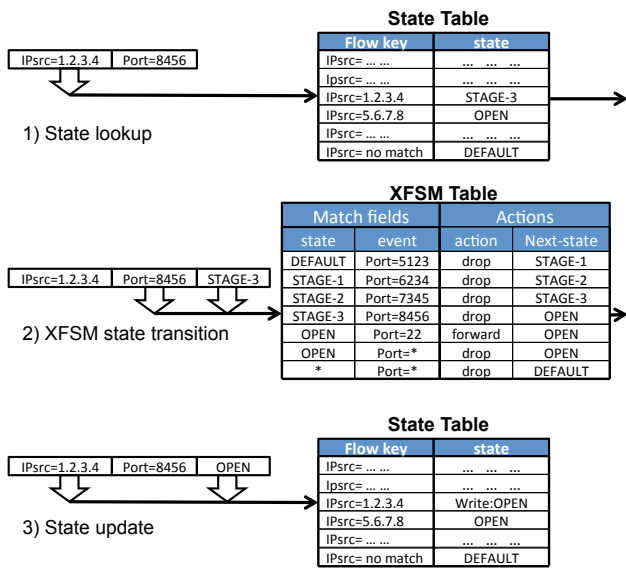 State Table
Flow key state
IPsrc= ... ... ... ... ...
Ipsrc= ... ... ... ... ...
IPsrc=1.2.3.4 STAGE-3
IPsrc=5.6.7.8 OPEN
IPsrc= ... ... ... ... ...
IPsrc= no match DEFAULT
IPsrc=1.2.3.4 Port=8456
1) State lookup
XFSM Table
Match fields Actions
state event action Next-state
DEFAULT Port=5123 drop STAGE-1
STAGE-1 Port=6234 drop STAGE-2
STAGE-2 Port=7345 drop STAGE-3
STAGE-3 Port=8456 drop OPEN
OPEN Port=22 forward OPEN
OPEN Port=* drop OPEN
* Port=* drop DEFAULT
IPsrc=1.2.3.4 Port=8456 STAGE-3
2) XFSM state transition
State Table
Flow key state
IPsrc= ... ... ... ... ...
Ipsrc= ... ... ... ... ...
IPsrc=1.2.3.4 Write:OPEN
IPsrc=5.6.7.8 OPEN
IPsrc= ... ... ... ... ...
IPsrc= no match DEFAULT
IPsrc=1.2.3.4 Port=8456 OPEN
3) State update